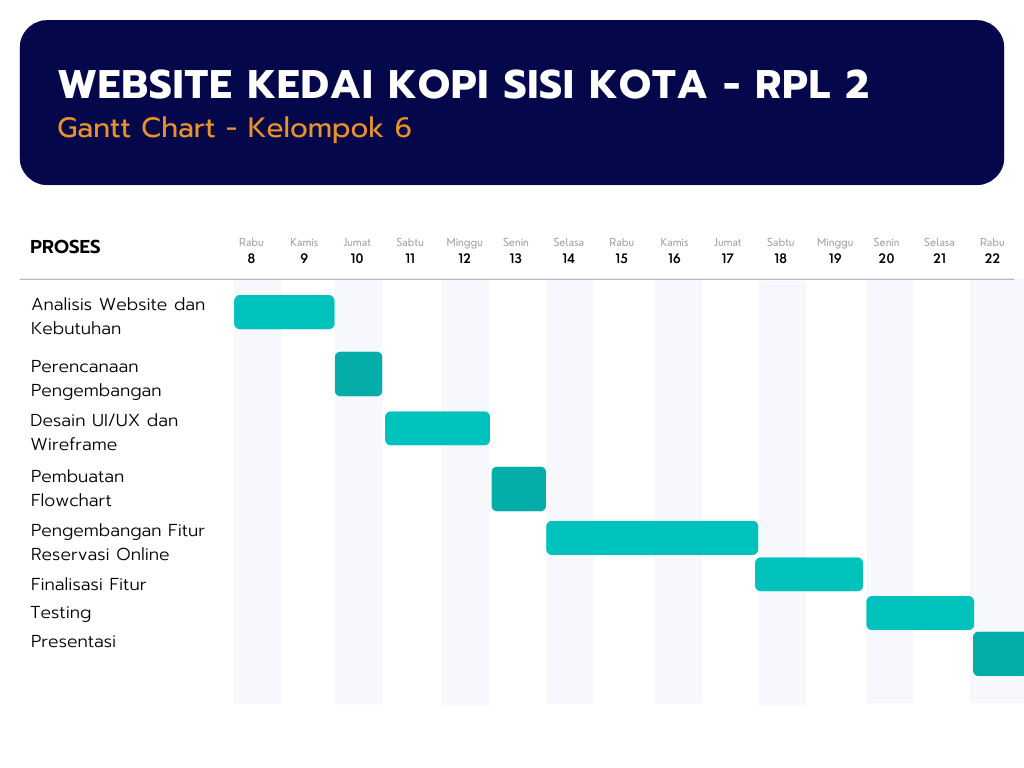 WEBSITE KEDAI KOPI SISI KOTA - RPL 2
Gantt Chart - Kelompok 6
PROSES
Rabu Kamis Jumat Sabtu Minggu Senin Selasa Rabu Kamis Jumat Sabtu Minggu Senin Selasa Rabu
8 9 10 11 12 13 14 15 16 17 18 19 20 21 22
Analisis Website dan
Kebutuhan
Perencanaan
Pengembangan
Desain UI/UX dan
Wireframe
Pembuatan
Flowchart
Pengembangan Fitur
Reservasi Online
Finalisasi Fitur
Testing
Presentasi